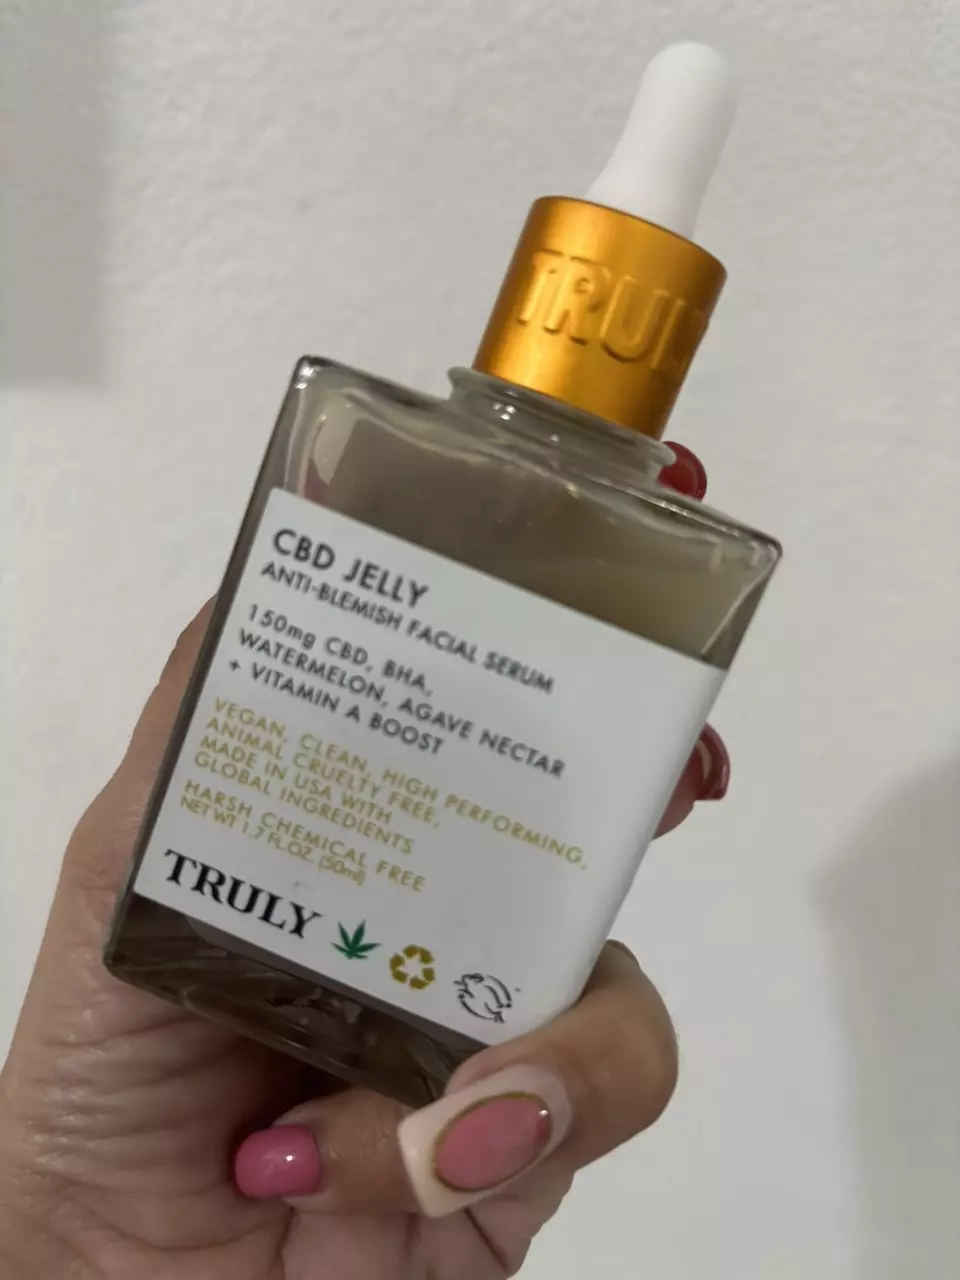 TRULY
CBD JELLY
ANTI-BLEMISH FACIAL SERUM
150mg CBD, BHA,
WATERMELON, AGAVE NECTAR
+ VITAMIN A BOOST
VEGAN, CLEAN, HIGH PERFORMING,
ANIMAL CRUELTY FREE,
MADE IN USA WITH
GLOBAL INGREDIENTS
HARSH CHEMICAL FREE
NET WT 1.7 FL.OZ. (50ml)
TRULY